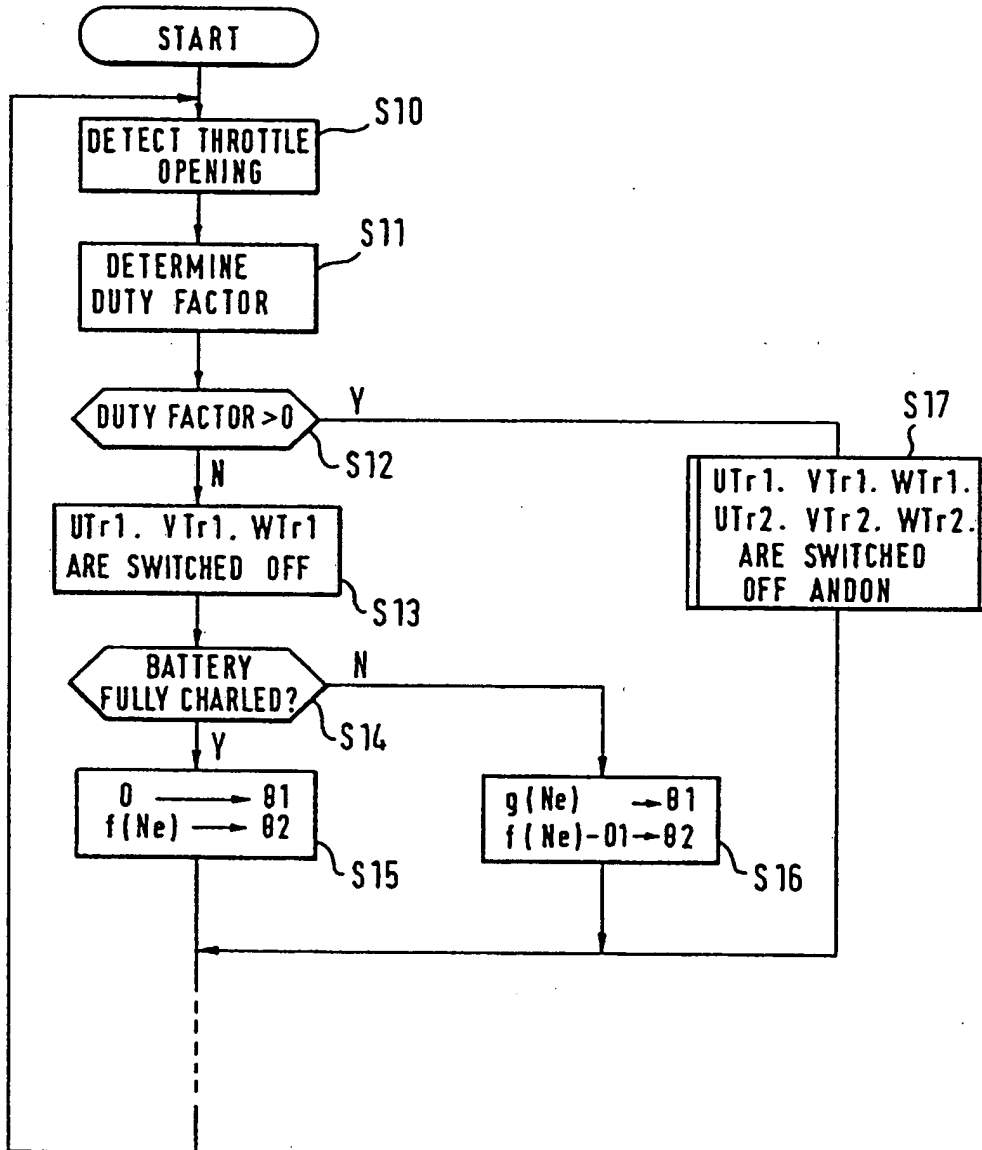 START
S10
DETECT THROTTLE
OPENING
S11
DETERMINE
DUTY FACTOR
DUTY FACTOR >0
Y
S12
N
S17
UTr1. VTr1. WTr1.
UTr2. VTr2. WTr2.
ARE SWITCHED
OFF ANDON
UTr1. VTr1. WTr1
ARE SWITCHED OFF
S13
BATTERY
FULLY CHARLED?
N
S14
Y
0 → θ1
f(Ne) → θ2
S15
g(Ne) → θ1
f(Ne)-01→θ2
S16